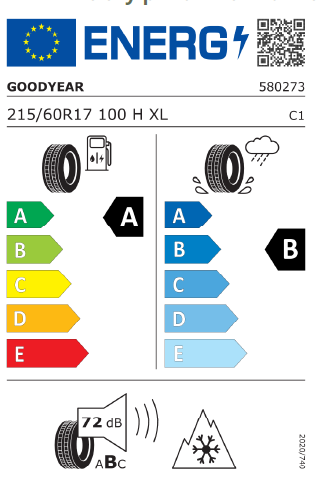 ENERG
GOODYEAR 580273
215/60R17 100 H XL C1
A A A
B B B
C C
D D
E E
72 dB
ABC
2020/740